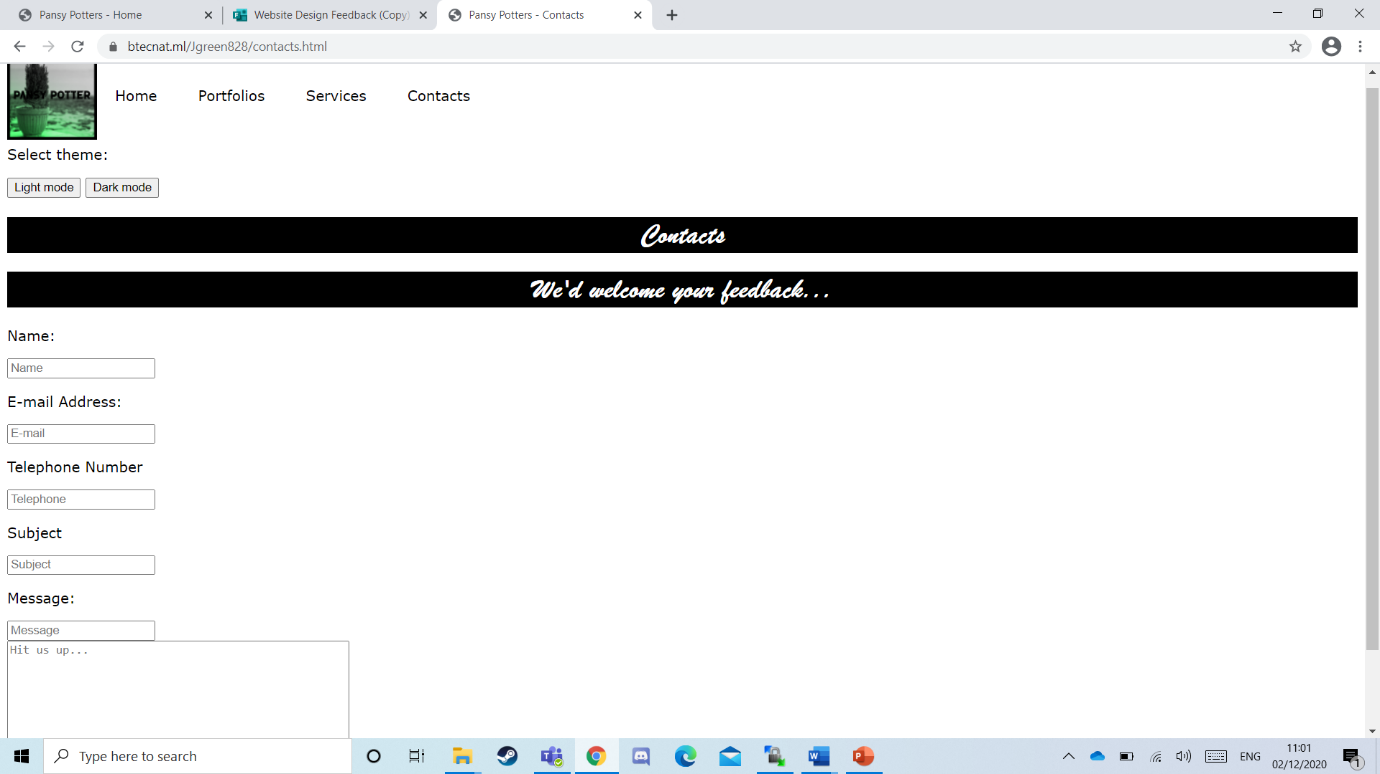 Pansy Potters - Home
Website Design Feedback (Copy)
Pansy Potters - Contacts
btecnat.ml/Jgreen828/contacts.html
PANSY POTTER
Home Portfolios Services Contacts
Select theme:
Light mode Dark mode
Contacts
We'd welcome your feedback...
Name:
Name
E-mail Address:
E-mail
Telephone Number
Telephone
Subject
Subject
Message:
Message
Hit us up...
Type here to search
ENG
11:01
02/12/2020
1